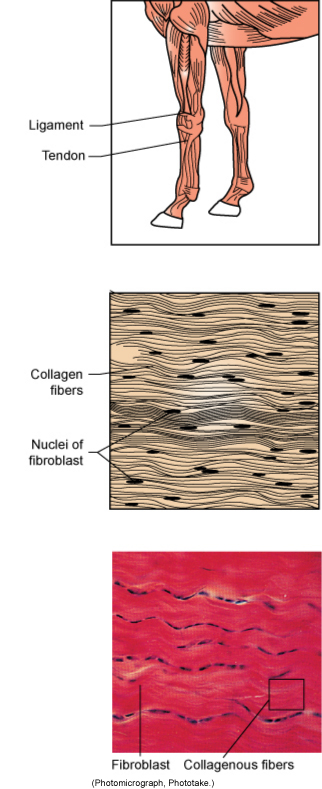 Ligament
Tendon
Collagen
fibers
Nuclei of
fibroblast
Fibroblast
Collagenous fibers
(Photomicrograph, Phototake.)